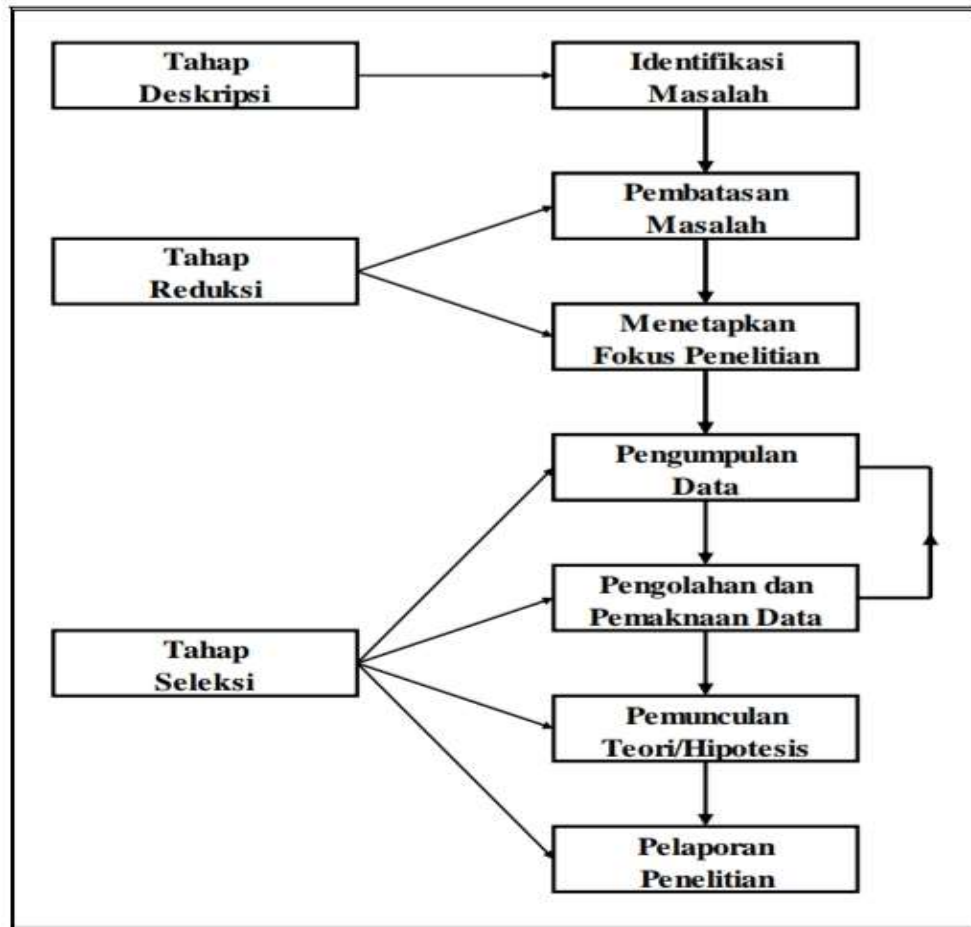 Tahap
Deskripsi
Identifikasi
Masalah
Pembatasan
Masalah
Tahap
Reduksi
Menetapkan
Fokus Penelitian
Pengumpulan
Data
Pengolahan dan
Pemaknaan Data
Tahap
Seleksi
Pemunculan
Teori/Hipotesis
Pelaporan
Penelitian